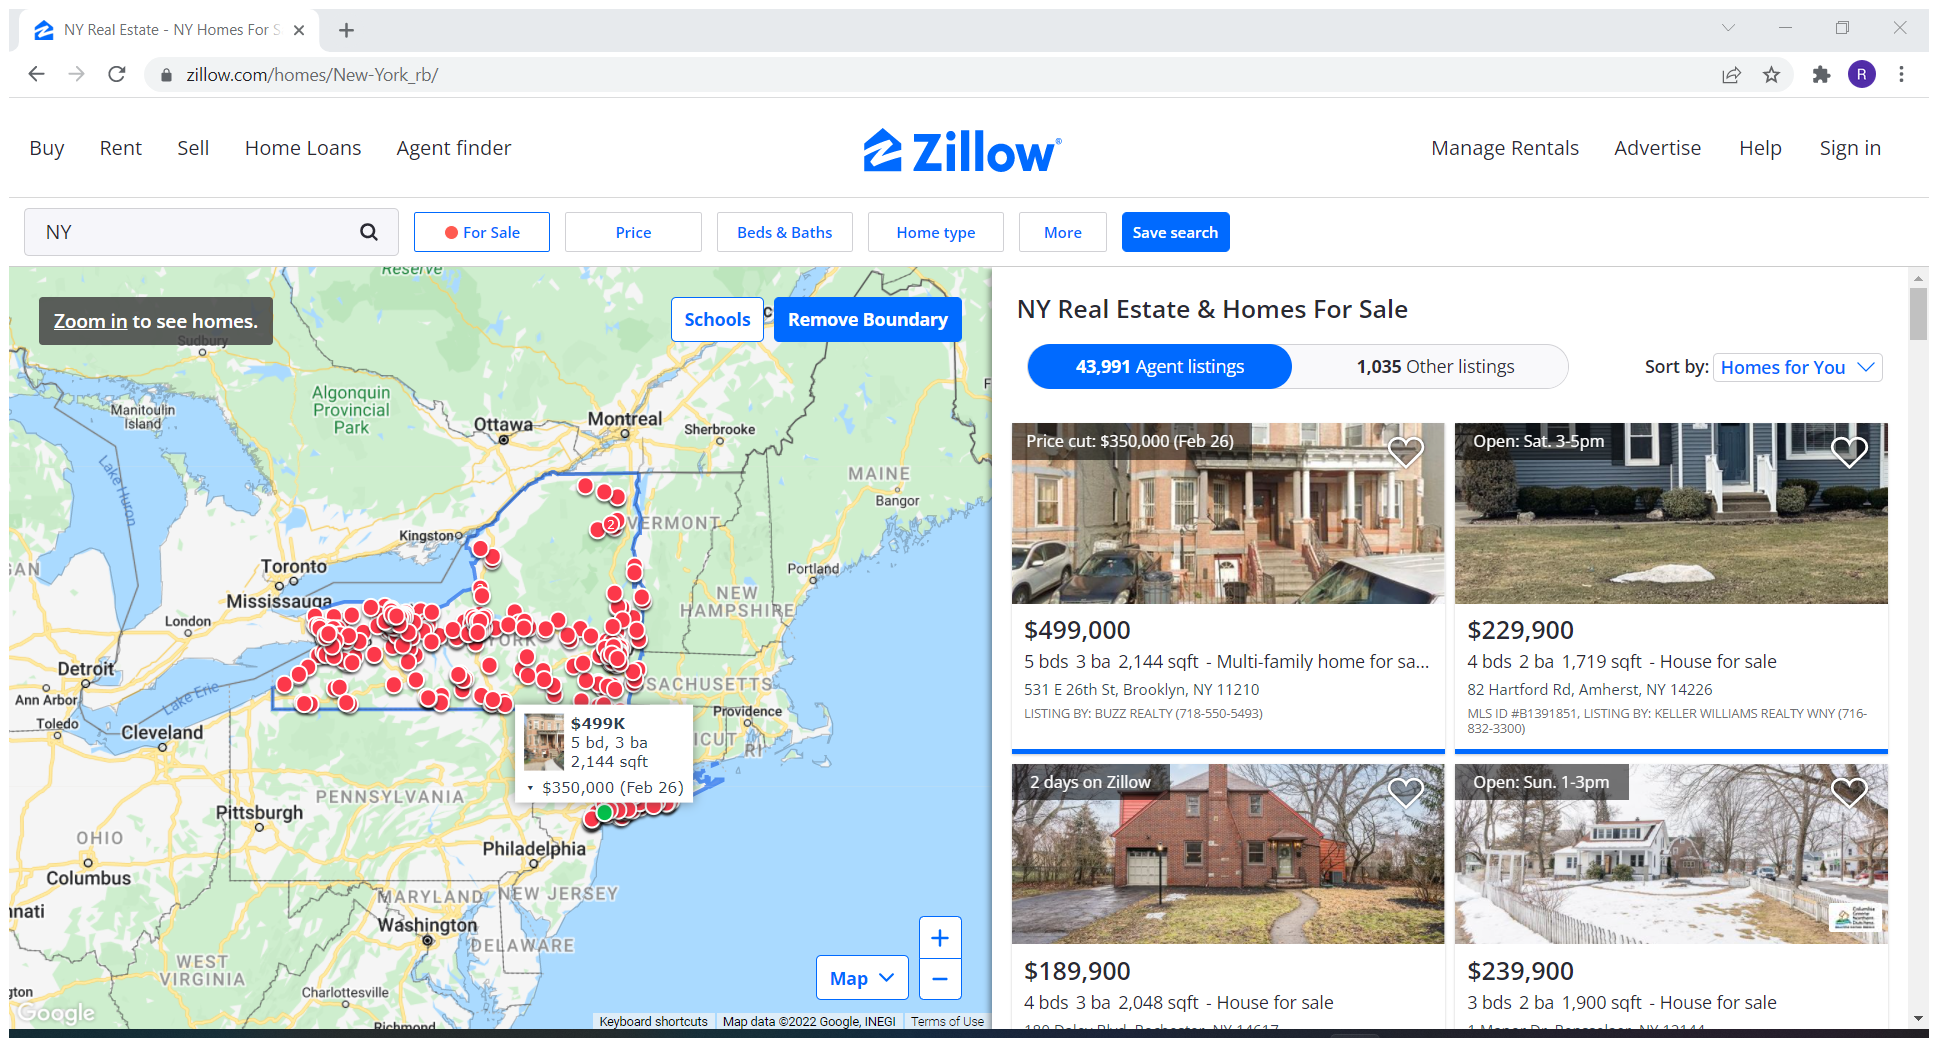 NY Real Estate - NY Homes For S
zillow.com/homes/New-York_rb/
R
Buy Rent Sell Home Loans Agent finder
Zillow®
Manage Rentals Advertise Help Sign in
NY
For Sale
Price
Beds & Baths
Home type
More
Save search
Reserve
Zoom in to see homes.
Schools
Remove Boundary
Sudbury
Manitoulin
Island
Algonquin
Provincial
Park
Ottawa
Montreal
Sherbrooke
MAINE
Bangor
Lake Huron
Kingston
VERMONT
2
Toronto
Portland
Mississauga
NEW
HAMPSHIRE
London
YORK
Detroit
Lake Erie
SACHUSETTS
Ann Arbor
Toledo
Cleveland
Providence
ICUT
RI
$499K
5 bd, 3 ba
2,144 sqft
$350,000 (Feb 26)
PENNSYLVANIA
Pittsburgh
OHIO
Philadelphia
Columbus
MARYLAND
NEW JERSEY
nnati
Washington
DELAWARE
WEST
VIRGINIA
gton
Charlottesville
Richmond
Map
+
−
Google
Keyboard shortcuts
Map data ©2022 Google, INEGI
Terms of Use
NY Real Estate & Homes For Sale
43,991 Agent listings
1,035 Other listings
Sort by: Homes for You
Price cut: $350,000 (Feb 26)
$499,000
5 bds 3 ba 2,144 sqft - Multi-family home for sa...
531 E 26th St, Brooklyn, NY 11210
LISTING BY: BUZZ REALTY (718-550-5493)
Open: Sat. 3-5pm
$229,900
4 bds 2 ba 1,719 sqft - House for sale
82 Hartford Rd, Amherst, NY 14226
MLS ID #B1391851, LISTING BY: KELLER WILLIAMS REALTY WNY (716-
832-3300)
2 days on Zillow
$189,900
4 bds 3 ba 2,048 sqft - House for sale
Open: Sun. 1-3pm
$239,900
3 bds 2 ba 1,900 sqft - House for sale